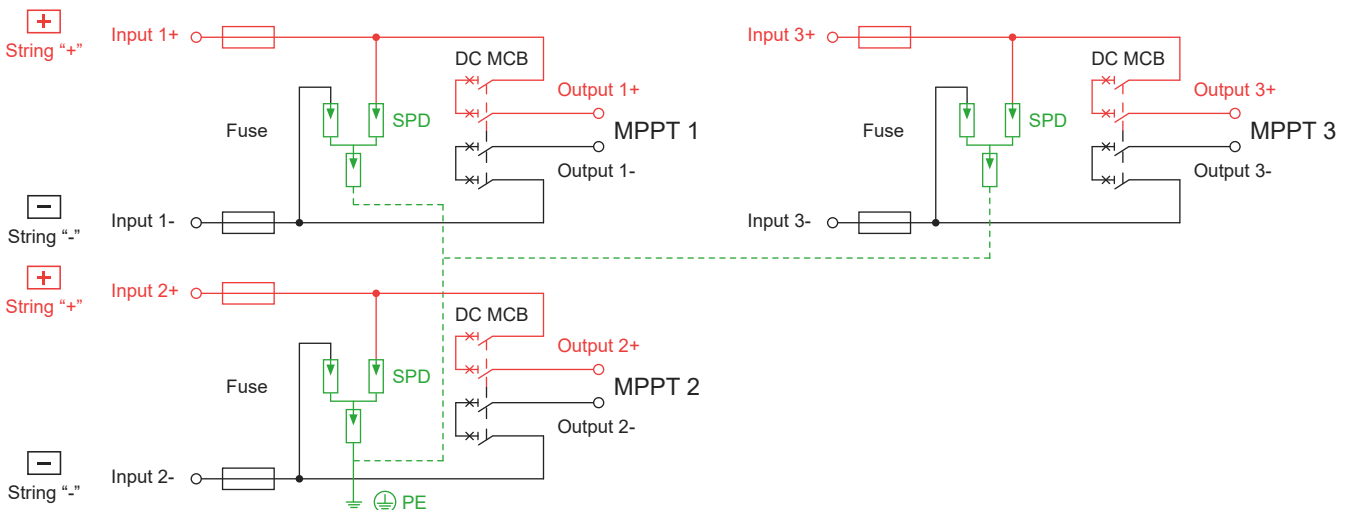 String “+”
Input 1+
DC MCB
Output 1+
SPD
Fuse
MPPT 1
Output 1-
String “-”
Input 1-
Input 3+
DC MCB
Output 3+
SPD
Fuse
MPPT 3
Output 3-
Input 3-
String “+”
Input 2+
DC MCB
Output 2+
SPD
Fuse
MPPT 2
Output 2-
String “-”
Input 2-
PE